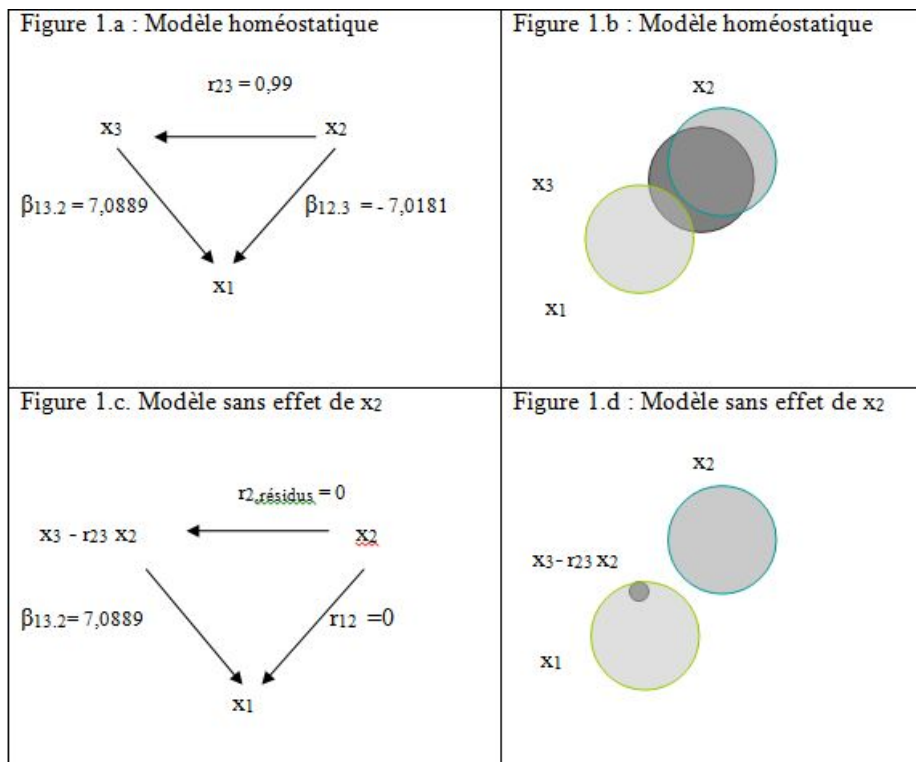 Figure 1.a : Modèle homéostatique
r23 = 0,99
x3
x2
β13.2 = 7,0889
β12.3 = - 7,0181
x1
Figure 1.b : Modèle homéostatique
x2
x3
x1
Figure 1.c. Modèle sans effet de x2
r2,résidus = 0
x3 - r23 x2
x2
β13.2= 7,0889
r12 =0
x1
Figure 1.d : Modèle sans effet de x2
x2
x3- r23 x2
x1